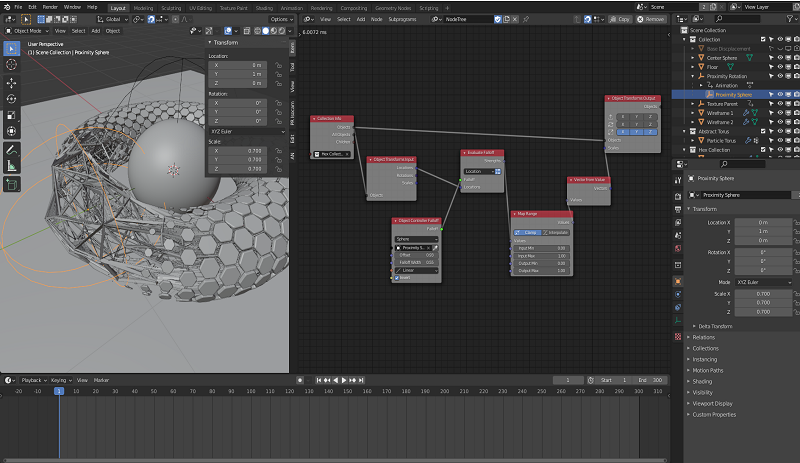 File Edit Render Window Help
Layout Modeling Sculpting UV Editing Texture Paint Shading Animation Rendering Compositing Geometry Nodes Scripting
Scene 2 View Layer
Global Options
View Select Add Node Subprograms NodeTree Copy Remove
Object Mode
User Perspective
(1) Scene Collection | Proximity Sphere
6.0072 ms
Transform
Location:
X 0 m
Y 1 m
Z 0 m
Rotation:
X 0°
Y 0°
Z 0°
XYZ Euler
Scale:
X 0.700
Y 0.700
Z 0.700
Item
Tool
View
Edit
AN
Collection Info
Objects
All Objects
Children
Hex Collect...
Object Transforms Input
Locations
Rotations
Scales
Objects
Object Controller Falloff
Falloff
Sphere
Proximity S...
Offset 0.55
Falloff Width 0.55
Linear
Invert
Evaluate Falloff
Strengths
Location
Falloff
Locations
Map Range
Values
Clamp Interpolate
Values
Input Min 0.00
Input Max 1.00
Output Min 0.05
Output Max 1.00
Vector From Value
Vectors
Values
Object Transforms Output
Objects
X Y Z
X Y Z
X Y Z
Objects
Scales
Scene Collection
Collection
Base Displacement
Center Sphere
Floor
Proximity Rotation
Animation
Proximity Sphere
Texture Parent
Wireframe 1
Wireframe 2
Abstract Torus
Particle Torus
Hex Collection
Proximity Sphere
Proximity Sphere
Transform
Location X 0 m
Y 1 m
Z 0 m
Rotation X 0°
Y 0°
Z 0°
Mode XYZ Euler
Scale X 0.700
Y 0.700
Z 0.700
Delta Transform
Relations
Collections
Instancing
Motion Paths
Shading
Visibility
Viewport Display
Custom Properties
Playback Keying View Marker
1 Start 1 End 300
-20 -10 1 10 20 30 40 50 60 70 80 90 100 110 120 130 140 150 160 170 180 190 200 210 220 230 240 250 260 270 280 290 300 310